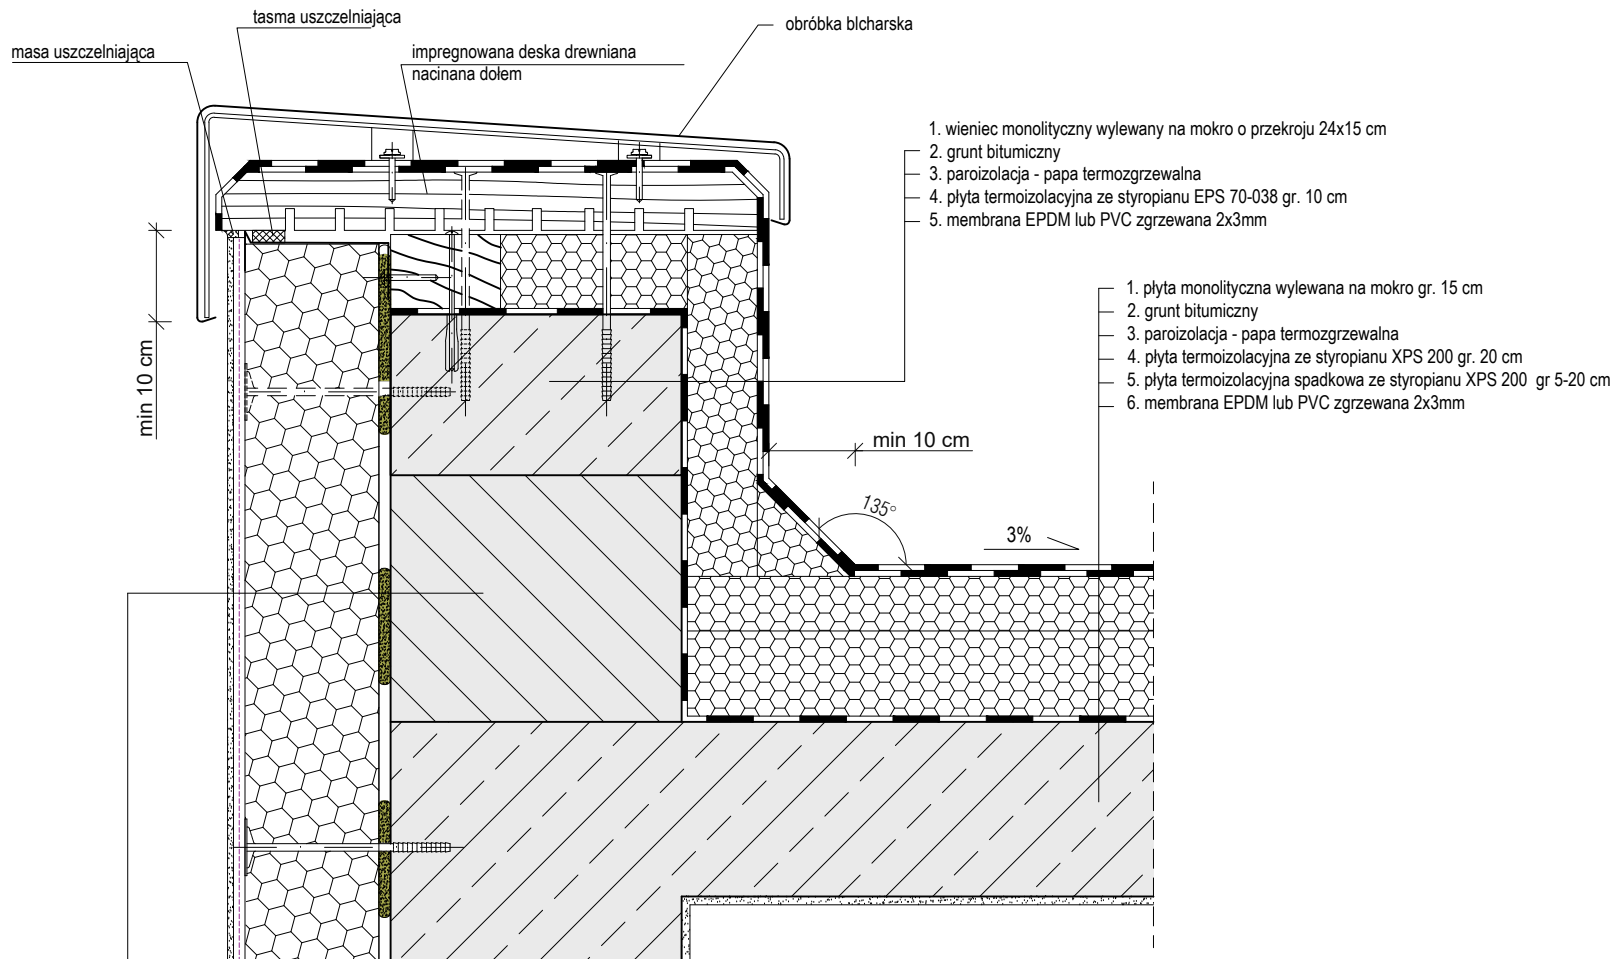 tasma uszczelniająca
masa uszczelniająca
impregnowana deska drewniana
nacinana dołem
obróbka blcharska
1. wieniec monolityczny wylewany na mokro o przekroju 24x15 cm
2. grunt bitumiczny
3. paroizolacja - papa termozgrzewalna
4. płyta termoizolacyjna ze styropianu EPS 70-038 gr. 10 cm
5. membrana EPDM lub PVC zgrzewana 2x3mm
1. płyta monolityczna wylewana na mokro gr. 15 cm
2. grunt bitumiczny
3. paroizolacja - papa termozgrzewalna
4. płyta termoizolacyjna ze styropianu XPS 200 gr. 20 cm
5. płyta termoizolacyjna spadkowa ze styropianu XPS 200 gr 5-20 cm
6. membrana EPDM lub PVC zgrzewana 2x3mm
min 10 cm
min 10 cm
135°
3%